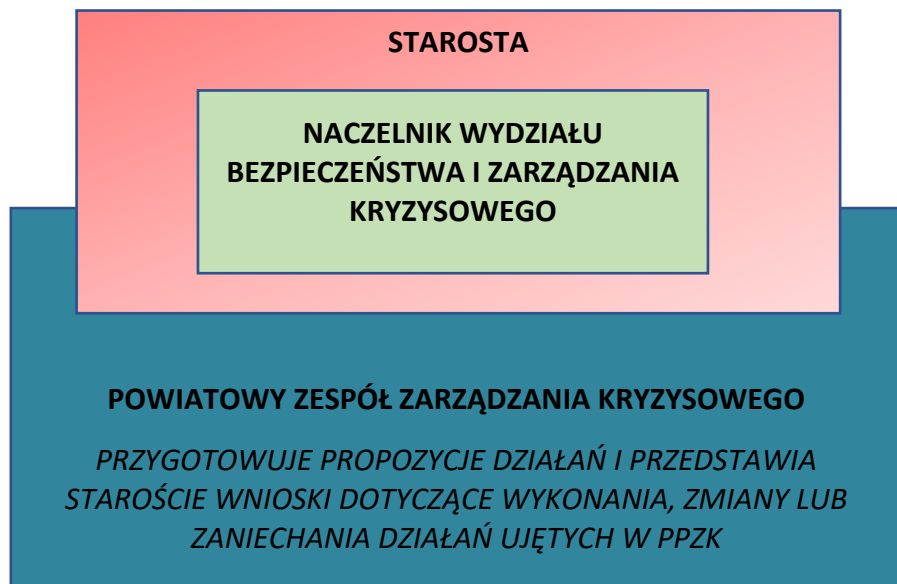 STAROSTA
NACZELNIK WYDZIAŁU
BEZPIECZEŃSTWA I ZARZĄDZANIA
KRYZYSOWEGO
POWIATOWY ZESPÓŁ ZARZĄDZANIA KRYZYSOWEGO
PRZYGOTOWUJE PROPOZYCJE DZIAŁAŃ I PRZEDSTAWIA
STAROŚCIE WNIOSKI DOTYCZĄCE WYKONANIA, ZMIANY LUB
ZANIECHANIA DZIAŁAŃ UJĘTYCH W PPZK